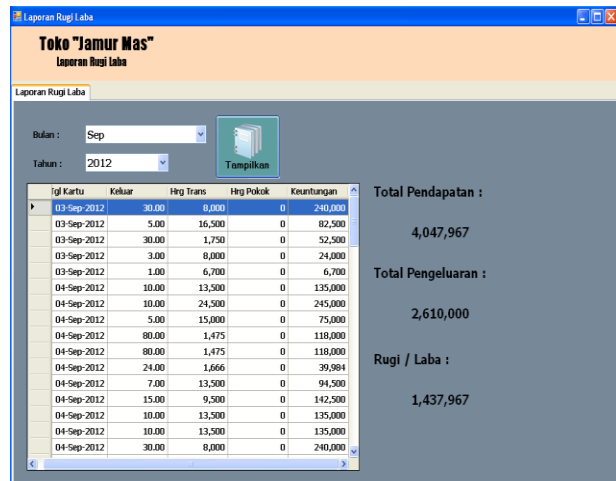 Laporan Rugi Laba
Toko "Jamur Mas"
Laporan Rugi Laba
Laporan Rugi Laba
Bulan : Sep
Tahun : 2012
Tampilkan
Tgl Kartu Keluar Hrg Trans Hrg Pokok Keuntungan
03-Sep-2012 30.00 8,000 0 240,000
03-Sep-2012 5.00 16,500 0 82,500
03-Sep-2012 30.00 1,750 0 52,500
03-Sep-2012 3.00 8,000 0 24,000
03-Sep-2012 1.00 6,700 0 6,700
04-Sep-2012 10.00 13,500 0 135,000
04-Sep-2012 10.00 24,500 0 245,000
04-Sep-2012 5.00 15,000 0 75,000
04-Sep-2012 80.00 1,475 0 118,000
04-Sep-2012 80.00 1,475 0 118,000
04-Sep-2012 24.00 1,666 0 39,984
04-Sep-2012 7.00 13,500 0 94,500
04-Sep-2012 15.00 9,500 0 142,500
04-Sep-2012 10.00 13,500 0 135,000
04-Sep-2012 10.00 13,500 0 135,000
04-Sep-2012 30.00 8,000 0 240,000
Total Pendapatan :
4,047,967
Total Pengeluaran :
2,610,000
Rugi / Laba :
1,437,967